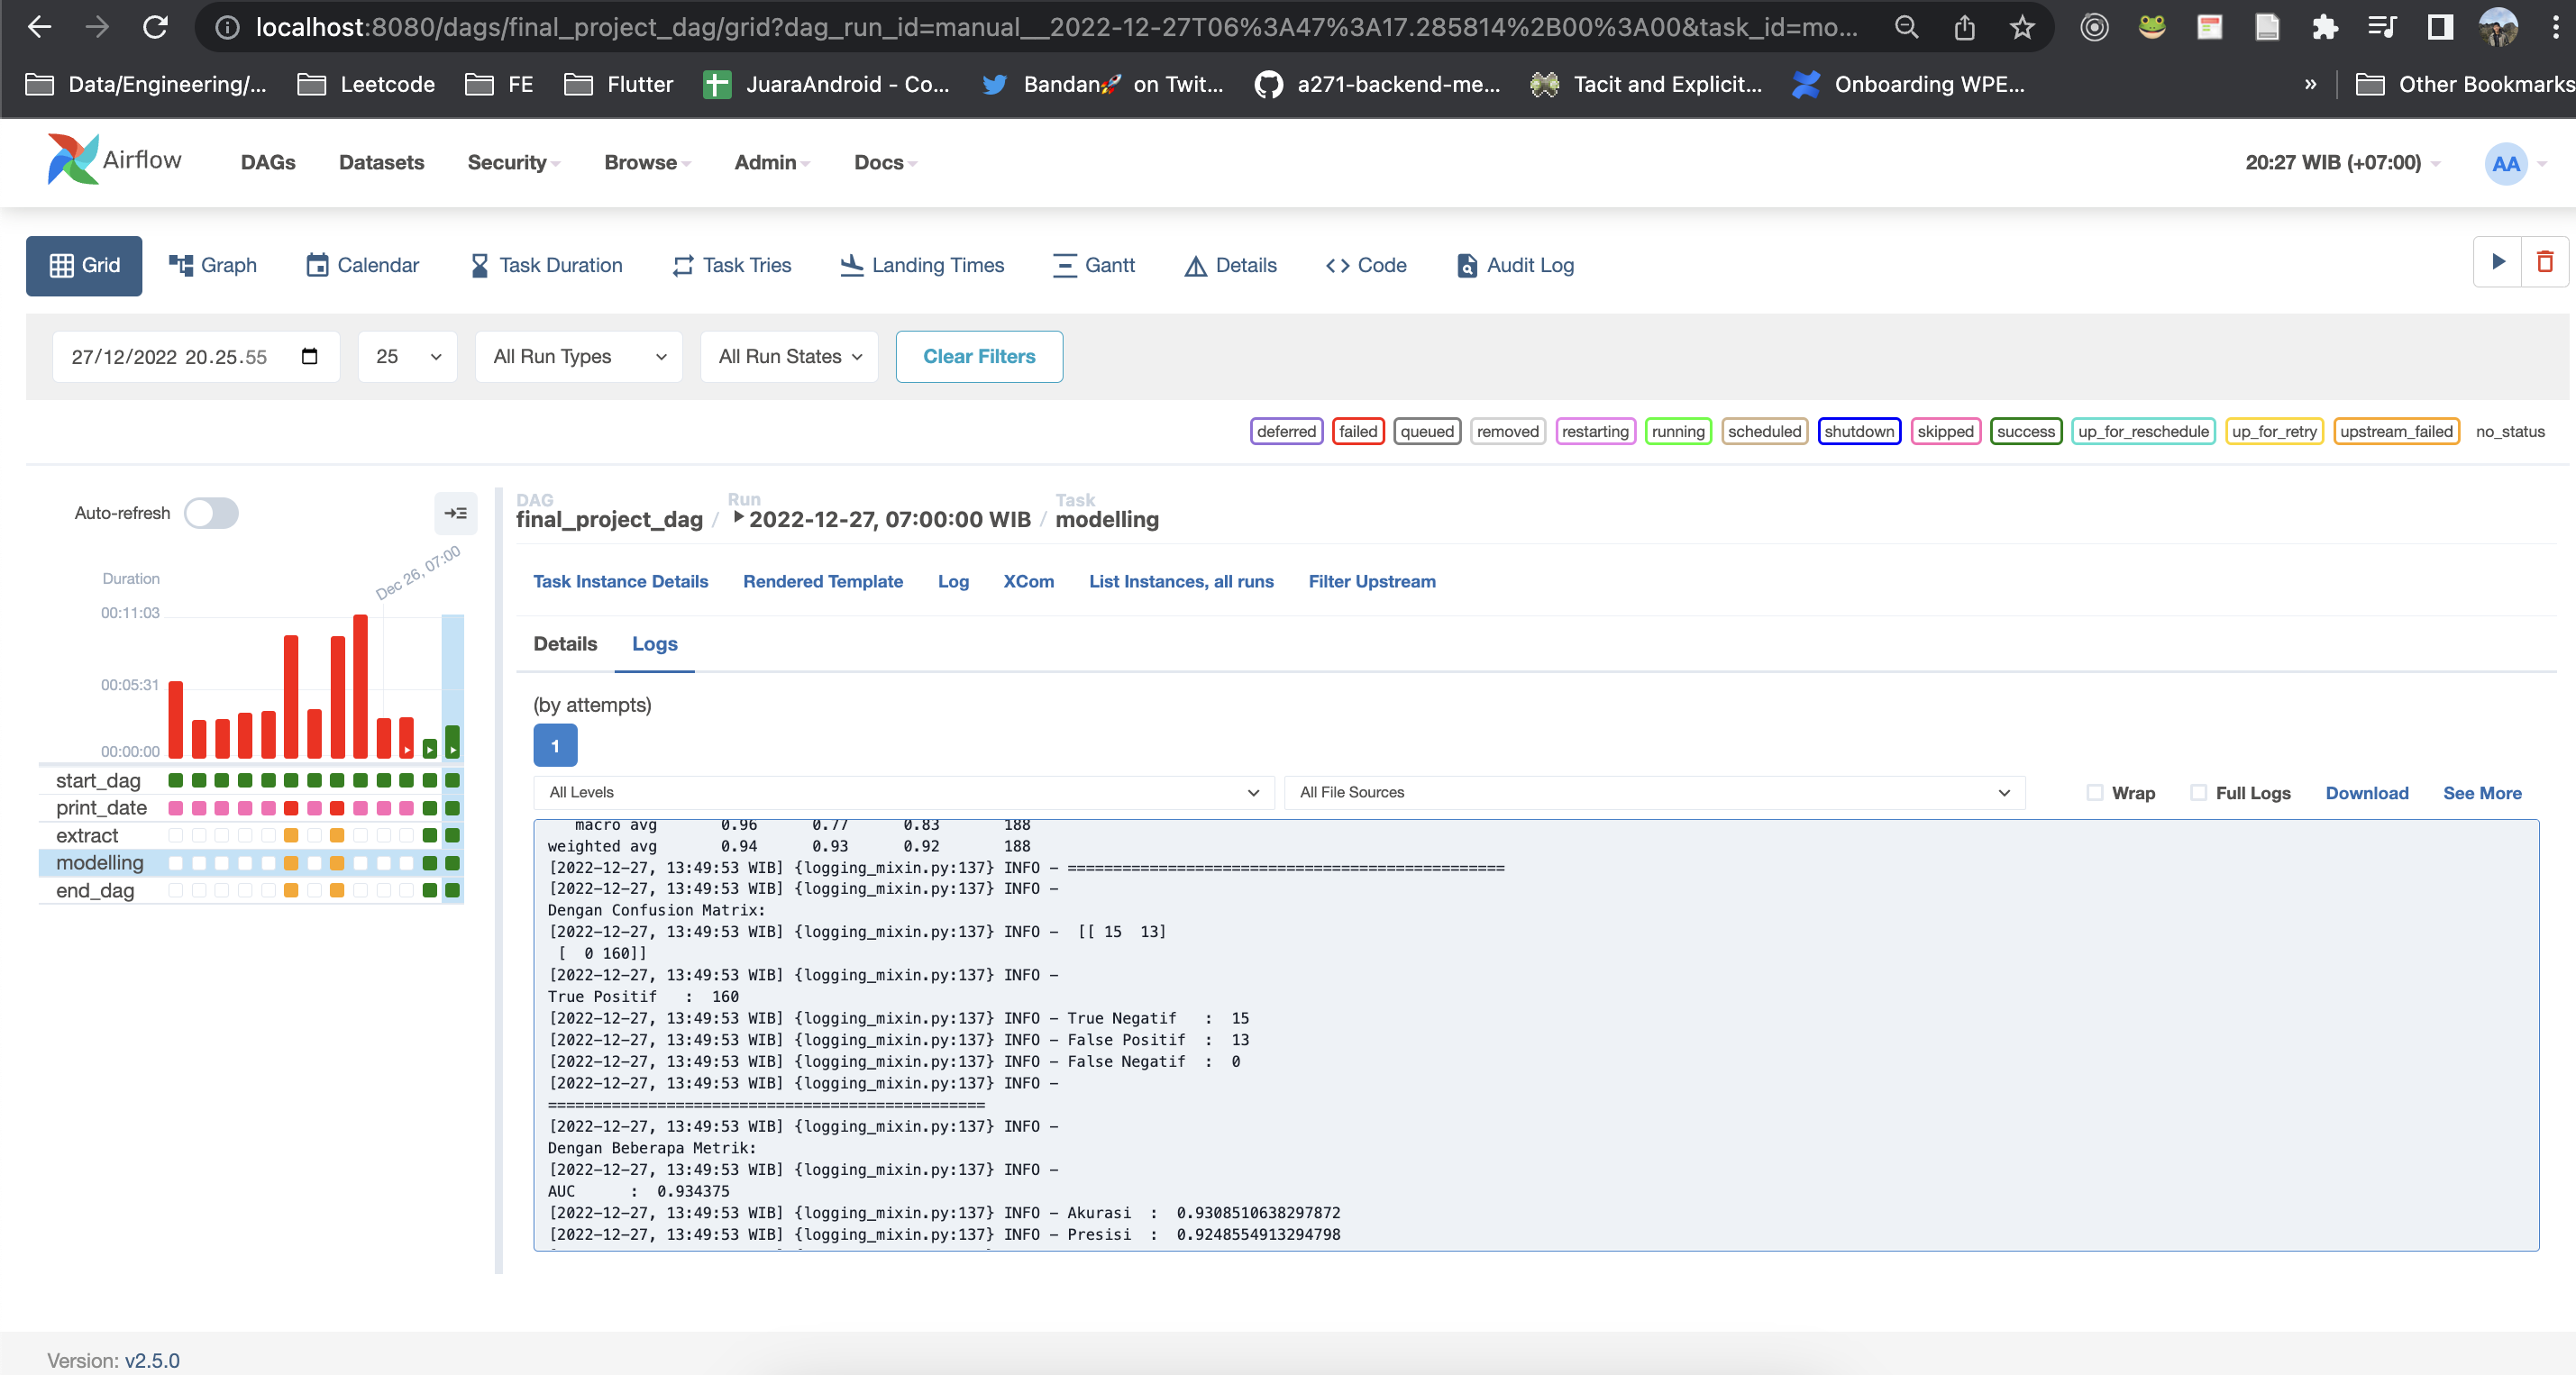 localhost:8080/dags/final_project_dag/grid?dag_run_id=manual__2022-12-27T06%3A47%3A17.285814%2B00%3A00&task_id=mo...
Data/Engineering/... Leetcode FE Flutter JuaraAndroid - Co... Bandan🚀 on Twit... a271-backend-me... Tacit and Explicit... Onboarding WPE... » Other Bookmarks
Airflow DAGs Datasets Security Browse Admin Docs 20:27 WIB (+07:00) AA
Grid Graph Calendar Task Duration Task Tries Landing Times Gantt Details <> Code Audit Log
27/12/2022 20.25.55 25 All Run Types All Run States Clear Filters
deferred failed queued removed restarting running scheduled shutdown skipped success up_for_reschedule up_for_retry upstream_failed no_status
Auto-refresh
Dec 26, 07:00
Duration
00:11:03
00:05:31
00:00:00
start_dag
print_date
extract
modelling
end_dag
DAG Run Task
final_project_dag / 2022-12-27, 07:00:00 WIB / modelling
Task Instance Details Rendered Template Log XCom List Instances, all runs Filter Upstream
Details Logs
(by attempts)
1
All Levels All File Sources Wrap Full Logs Download See More
macro avg 0.96 0.77 0.83 188
weighted avg 0.94 0.93 0.92 188
[2022-12-27, 13:49:53 WIB] {logging_mixin.py:137} INFO - ================================================
[2022-12-27, 13:49:53 WIB] {logging_mixin.py:137} INFO -
Dengan Confusion Matrix:
[2022-12-27, 13:49:53 WIB] {logging_mixin.py:137} INFO - [[ 15 13]
[ 0 160]]
[2022-12-27, 13:49:53 WIB] {logging_mixin.py:137} INFO -
True Positif : 160
[2022-12-27, 13:49:53 WIB] {logging_mixin.py:137} INFO - True Negatif : 15
[2022-12-27, 13:49:53 WIB] {logging_mixin.py:137} INFO - False Positif : 13
[2022-12-27, 13:49:53 WIB] {logging_mixin.py:137} INFO - False Negatif : 0
[2022-12-27, 13:49:53 WIB] {logging_mixin.py:137} INFO -
================================================
[2022-12-27, 13:49:53 WIB] {logging_mixin.py:137} INFO -
Dengan Beberapa Metrik:
[2022-12-27, 13:49:53 WIB] {logging_mixin.py:137} INFO -
AUC : 0.934375
[2022-12-27, 13:49:53 WIB] {logging_mixin.py:137} INFO - Akurasi : 0.9308510638297872
[2022-12-27, 13:49:53 WIB] {logging_mixin.py:137} INFO - Presisi : 0.9248554913294798
Version: v2.5.0